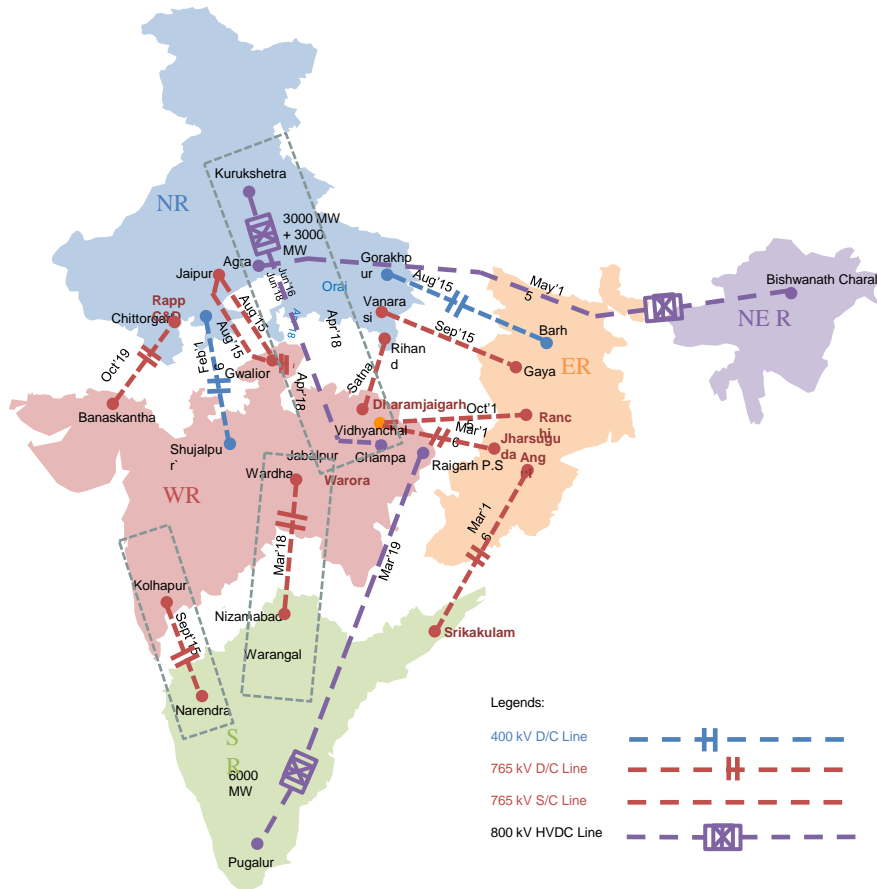 Kurukshetra
NR
3000 MW
+ 3000
MW
Agra
Jun'16
Jun'18
Jaipur
Gorakhp
ur
Aug'15
May'1
5
Bishwanath Charal
NE R
Orai
18
Apr'18
Rapp
Chittorgar
Vanara
si
Sep'15
Barh
Gaya
ER
Aug'15
Aug'15
Feb'1
6
Oct'19
Gwalior
Rihan
d
Satna
Apr'18
Banaskantha
Dharamjaigarh
Oct'1
5
Ranc
hi
Vidhyanchal
Mar'1
6
Jharsugu
da
Ang
Shujalpu
r`
Jabalpur
Champa
Raigarh P.S
WR
Wardha
Warora
Mar'1
6
Mar'18
Mar'19
Kolhapur
Sept'15
Nizamabad
Srikakulam
Warangal
Narendra
S
R
6000
MW
Pugalur
Legends:
400 kV D/C Line
765 kV D/C Line
765 kV S/C Line
800 kV HVDC Line